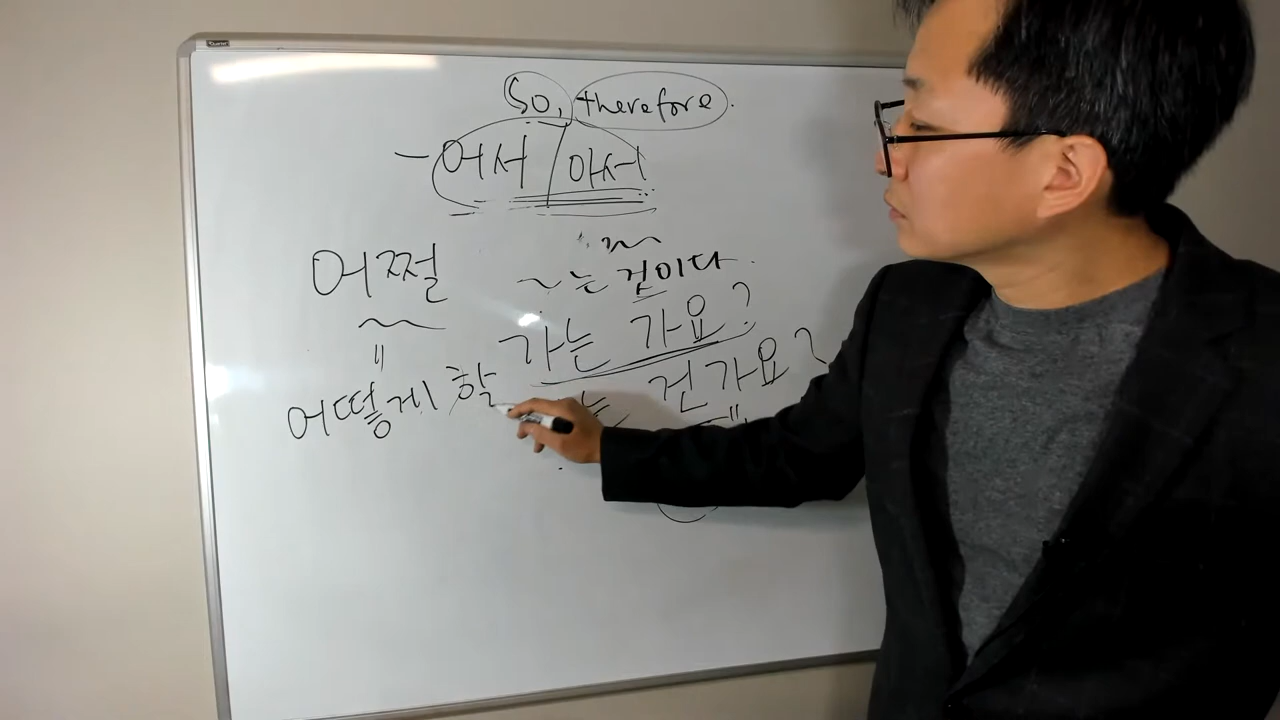 So, therefore.
-어서/아서
어쩔
~는 것이다.
가는 가요?
는 건가요?
어떻게 할